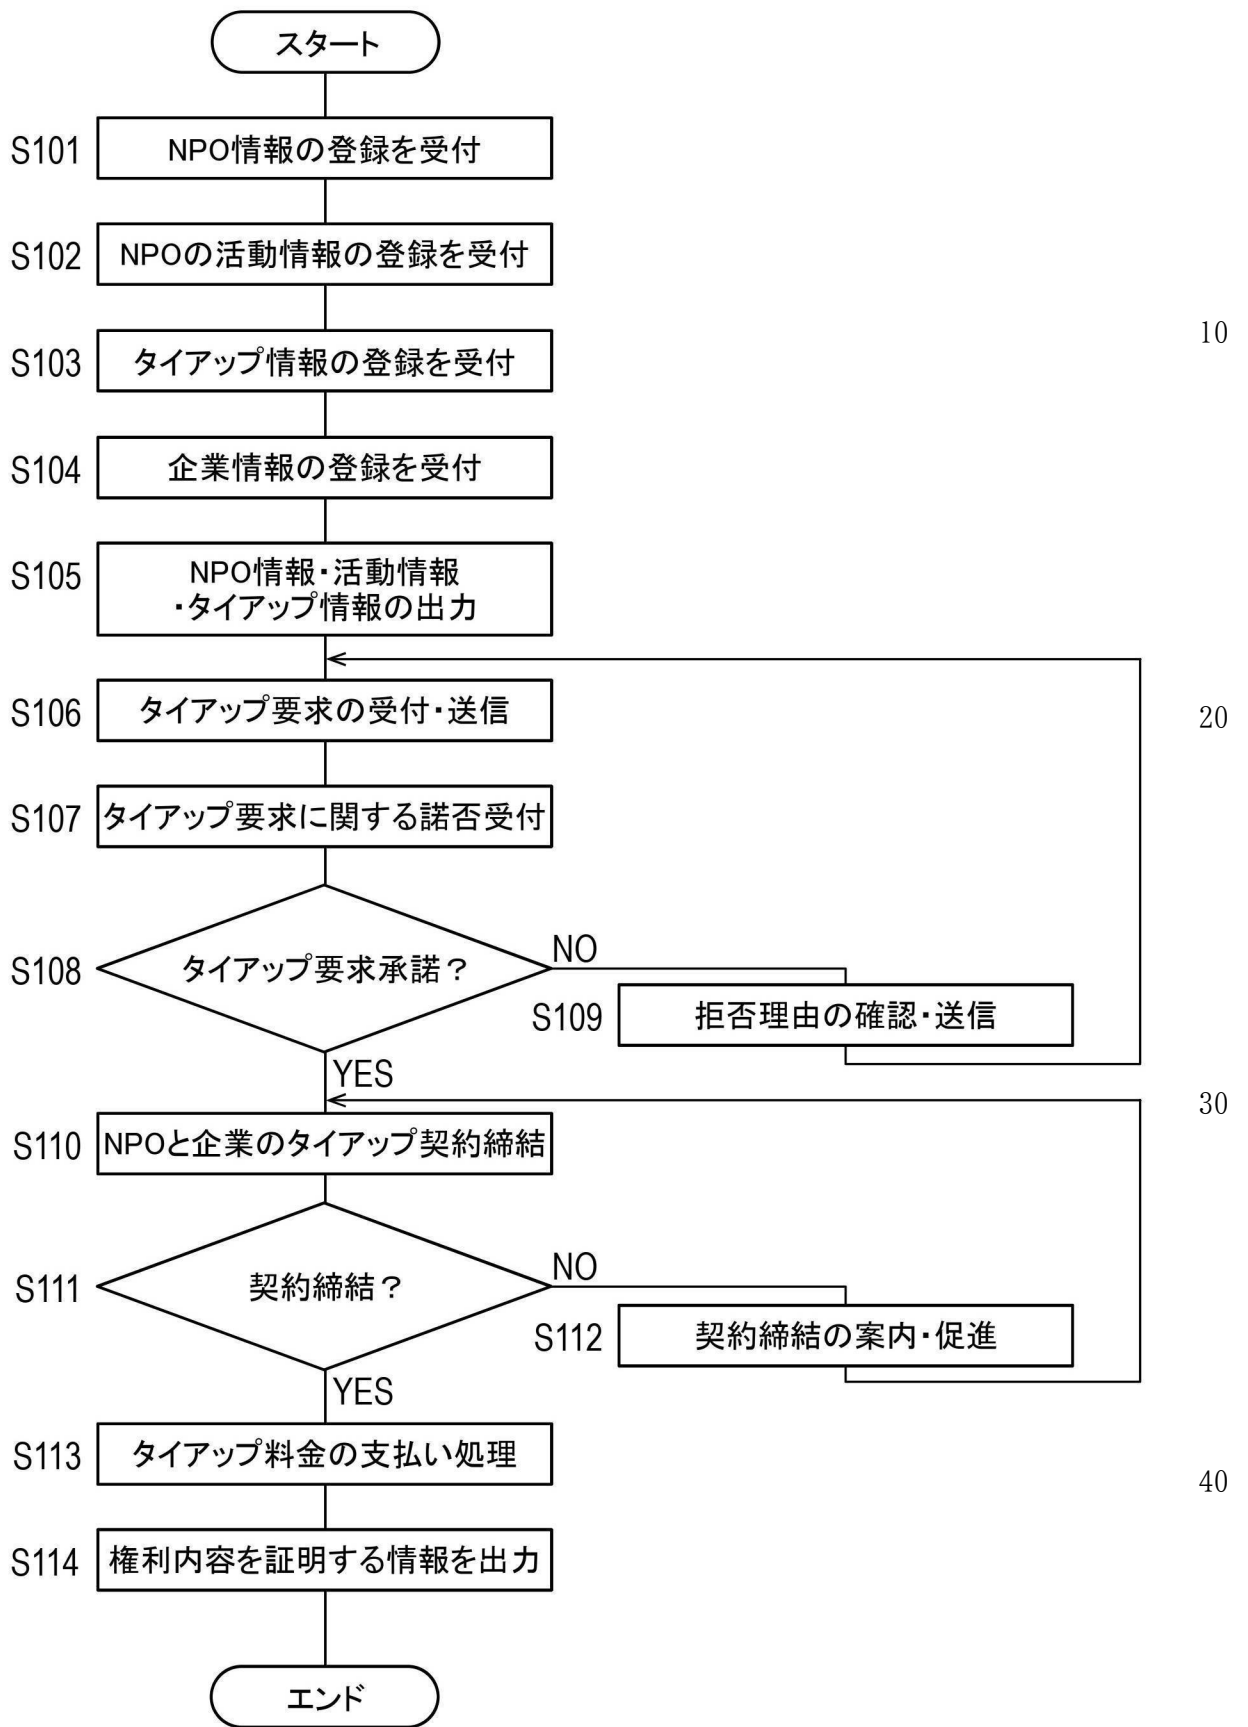 スタート
S101
NPO情報の登録を受付
S102
NPOの活動情報の登録を受付
10
S103
タイアップ情報の登録を受付
S104
企業情報の登録を受付
S105
NPO情報・活動情報
・タイアップ情報の出力
S106
タイアップ要求の受付・送信
20
S107
タイアップ要求に関する諾否受付
S108
タイアップ要求承諾？
NO
S109
拒否理由の確認・送信
YES
30
S110
NPOと企業のタイアップ契約締結
S111
契約締結？
NO
S112
契約締結の案内・促進
YES
S113
タイアップ料金の支払い処理
40
S114
権利内容を証明する情報を出力
エンド